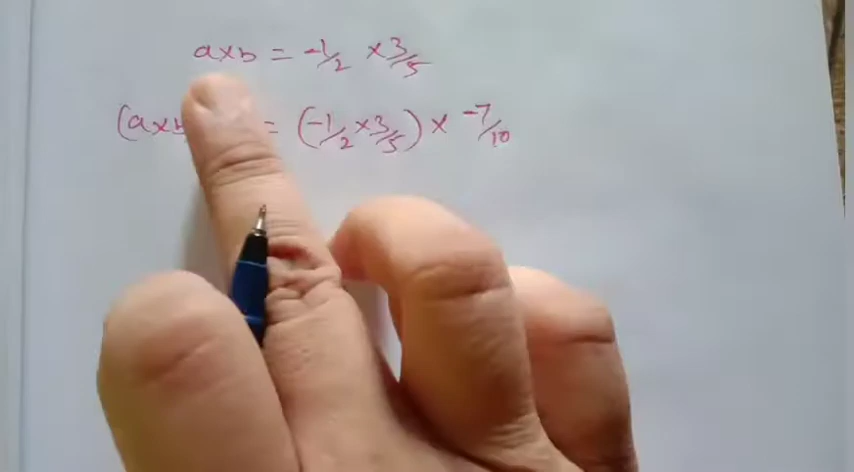 a×b = -1/2 ×3/5
(a×b = (-1/2×3/5)× -7/10